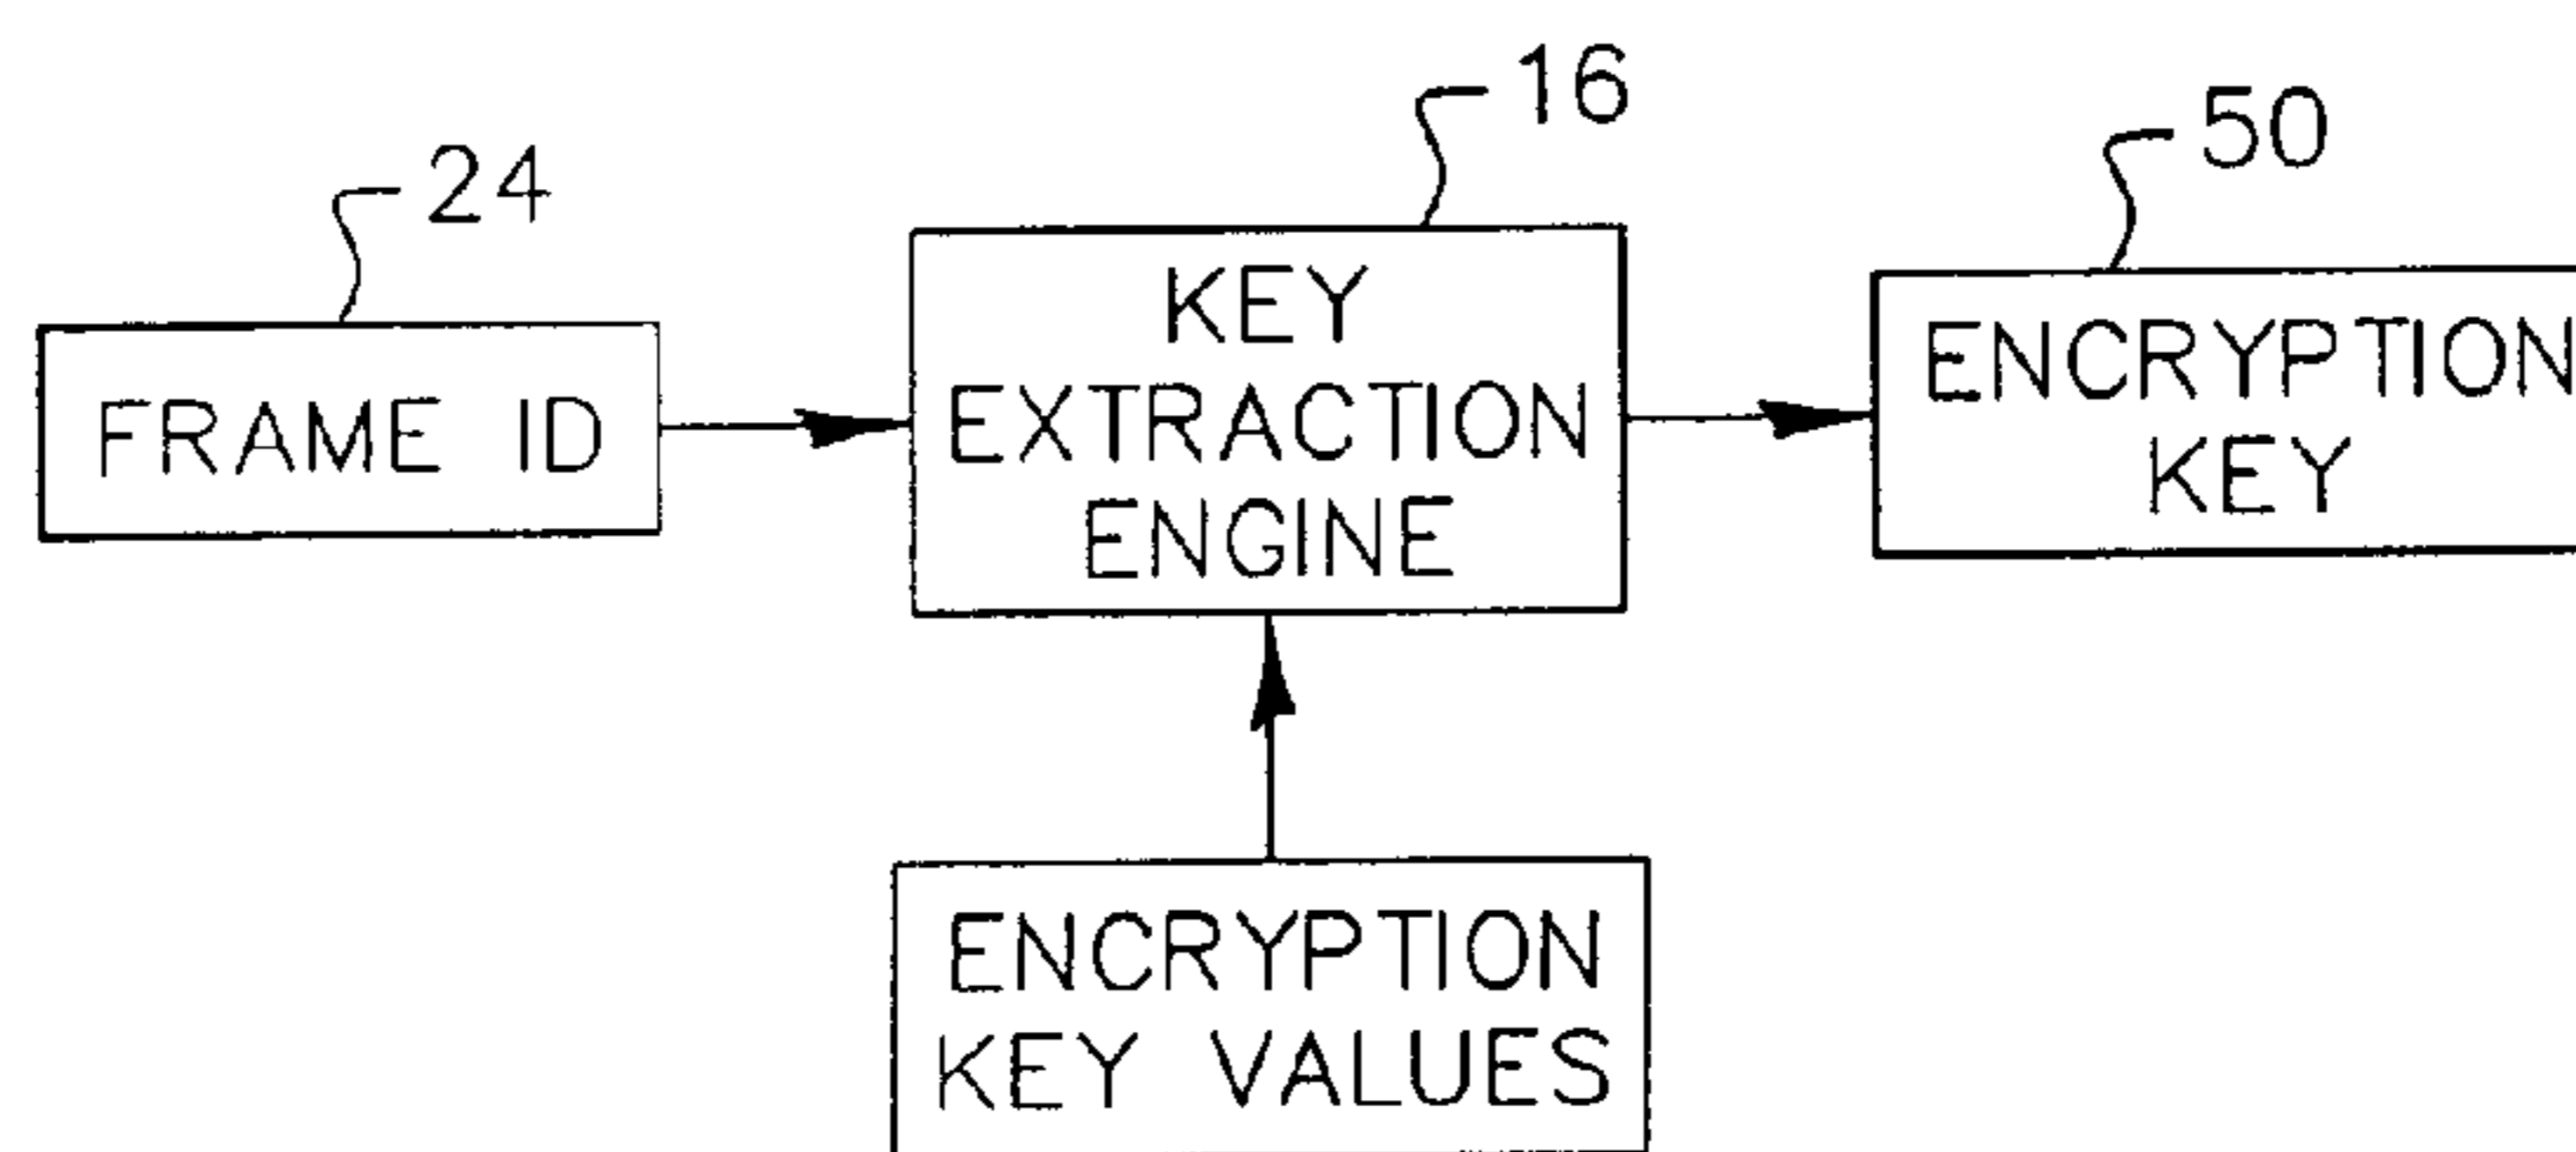 16
50
24
KEY
EXTRACTION
ENGINE
ENCRYPTION
KEY
FRAME ID
ENCRYPTION
KEY VALUES